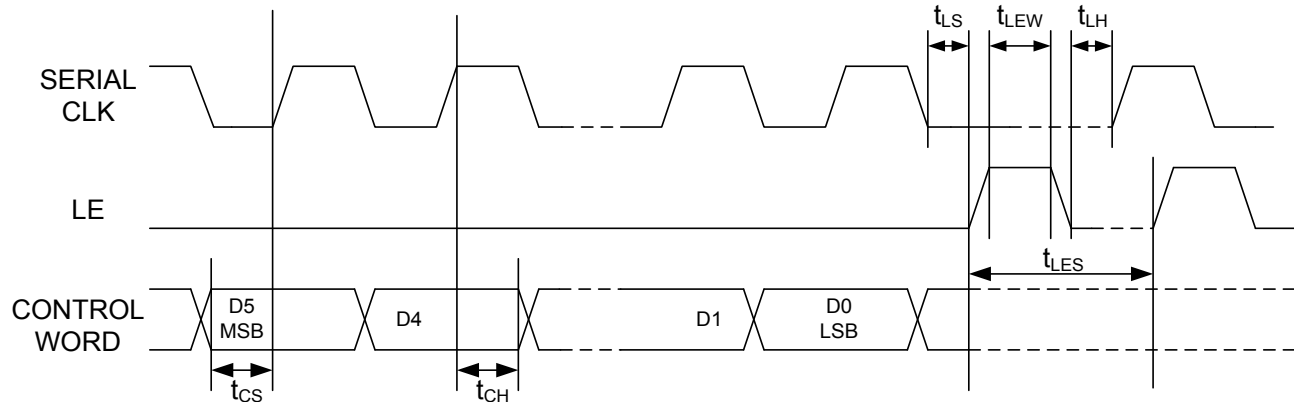 tLS
tLEW
tLH
SERIAL
CLK
LE
tLES
CONTROL
WORD
D5
MSB
D4
D1
D0
LSB
tCS
tCH